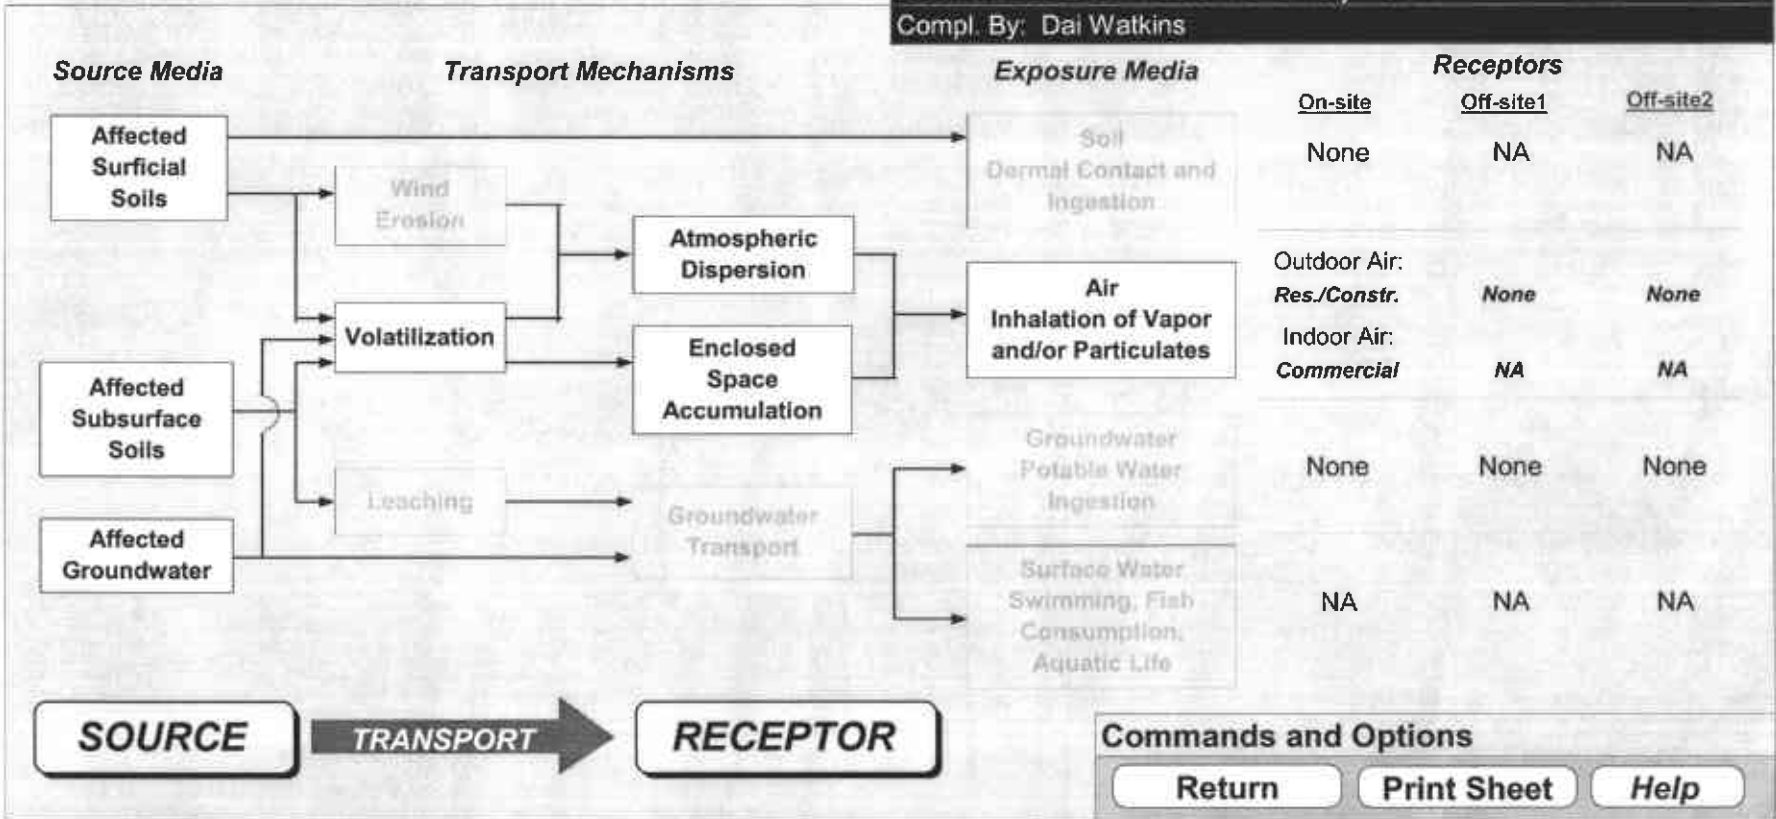 Compl. By: Dai Watkins
Source Media
Transport Mechanisms
Exposure Media
Receptors
On-site
Off-site1
Off-site2
Affected
Surficial
Soils
Wind
Erosion
Soil
Dermal Contact and
Ingestion
None
NA
NA
Atmospheric
Dispersion
Volatilization
Enclosed
Space
Accumulation
Air
Inhalation of Vapor
and/or Particulates
Outdoor Air:
Res./Constr.
None
None
Indoor Air:
Commercial
NA
NA
Affected
Subsurface
Soils
Leaching
Groundwater
Transport
Groundwater
Potable Water
Ingestion
None
None
None
Affected
Groundwater
Surface Water
Swimming, Fish
Consumption,
Aquatic Life
NA
NA
NA
SOURCE
TRANSPORT
RECEPTOR
Commands and Options
Return
Print Sheet
Help